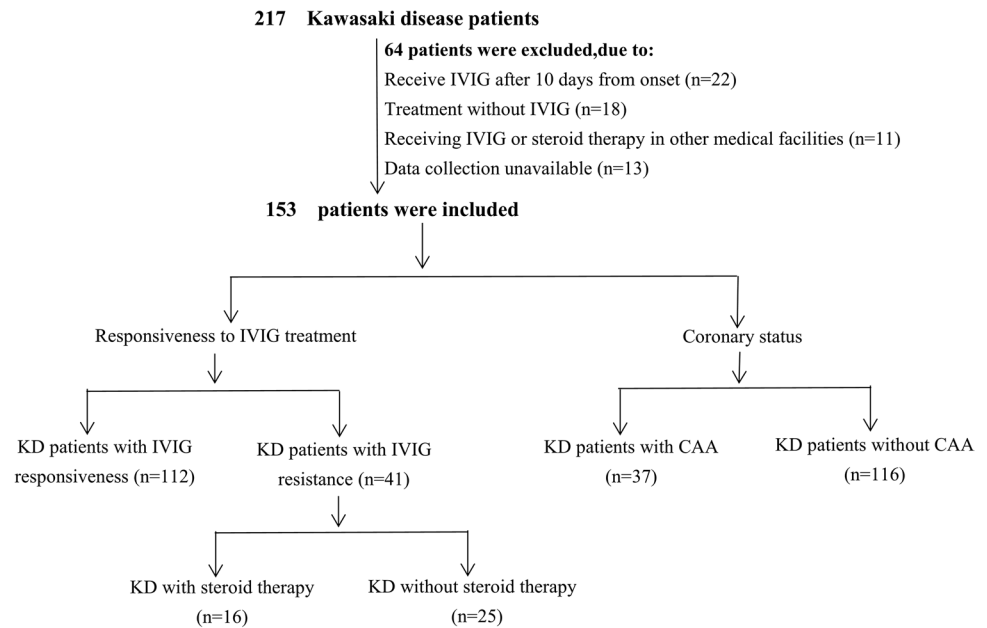 217 Kawasaki disease patients
64 patients were excluded,due to:
Receive IVIG after 10 days from onset (n=22)
Treatment without IVIG (n=18)
Receiving IVIG or steroid therapy in other medical facilities (n=11)
Data collection unavailable (n=13)
153 patients were included
Responsiveness to IVIG treatment
Coronary status
KD patients with IVIG
responsiveness (n=112)
KD patients with IVIG
resistance (n=41)
KD patients with CAA
(n=37)
KD patients without CAA
(n=116)
KD with steroid therapy
(n=16)
KD without steroid therapy
(n=25)